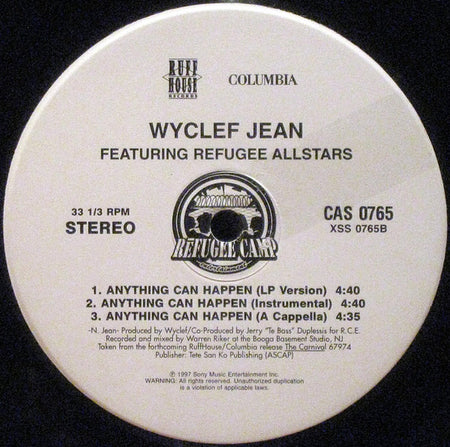 RUFF
HOUSE
RECORDS
COLUMBIA
WYCLEF JEAN
FEATURING REFUGEE ALLSTARS
33 1/3 RPM
STEREO
CAS 0765
XSS 0765B
REFUGEE CAMP
entertainment
1. ANYTHING CAN HAPPEN (LP Version) 4:40
2. ANYTHING CAN HAPPEN (Instrumental) 4:40
3. ANYTHING CAN HAPPEN (A Cappella) 4:35
-N. Jean- Produced by Wyclef/Co-Produced by Jerry "Te Bass" Duplessis for R.C.E.
Recorded and mixed by Warren Riker at the Booga Basement Studio, NJ
Taken from the forthcoming RuffHouse/Columbia release The Carnival 67974
Publisher: Tete San Ko Publishing (ASCAP)
℗ 1997 Sony Music Entertainment Inc.
WARNING: All rights reserved. Unauthorized duplication
is a violation of applicable laws.